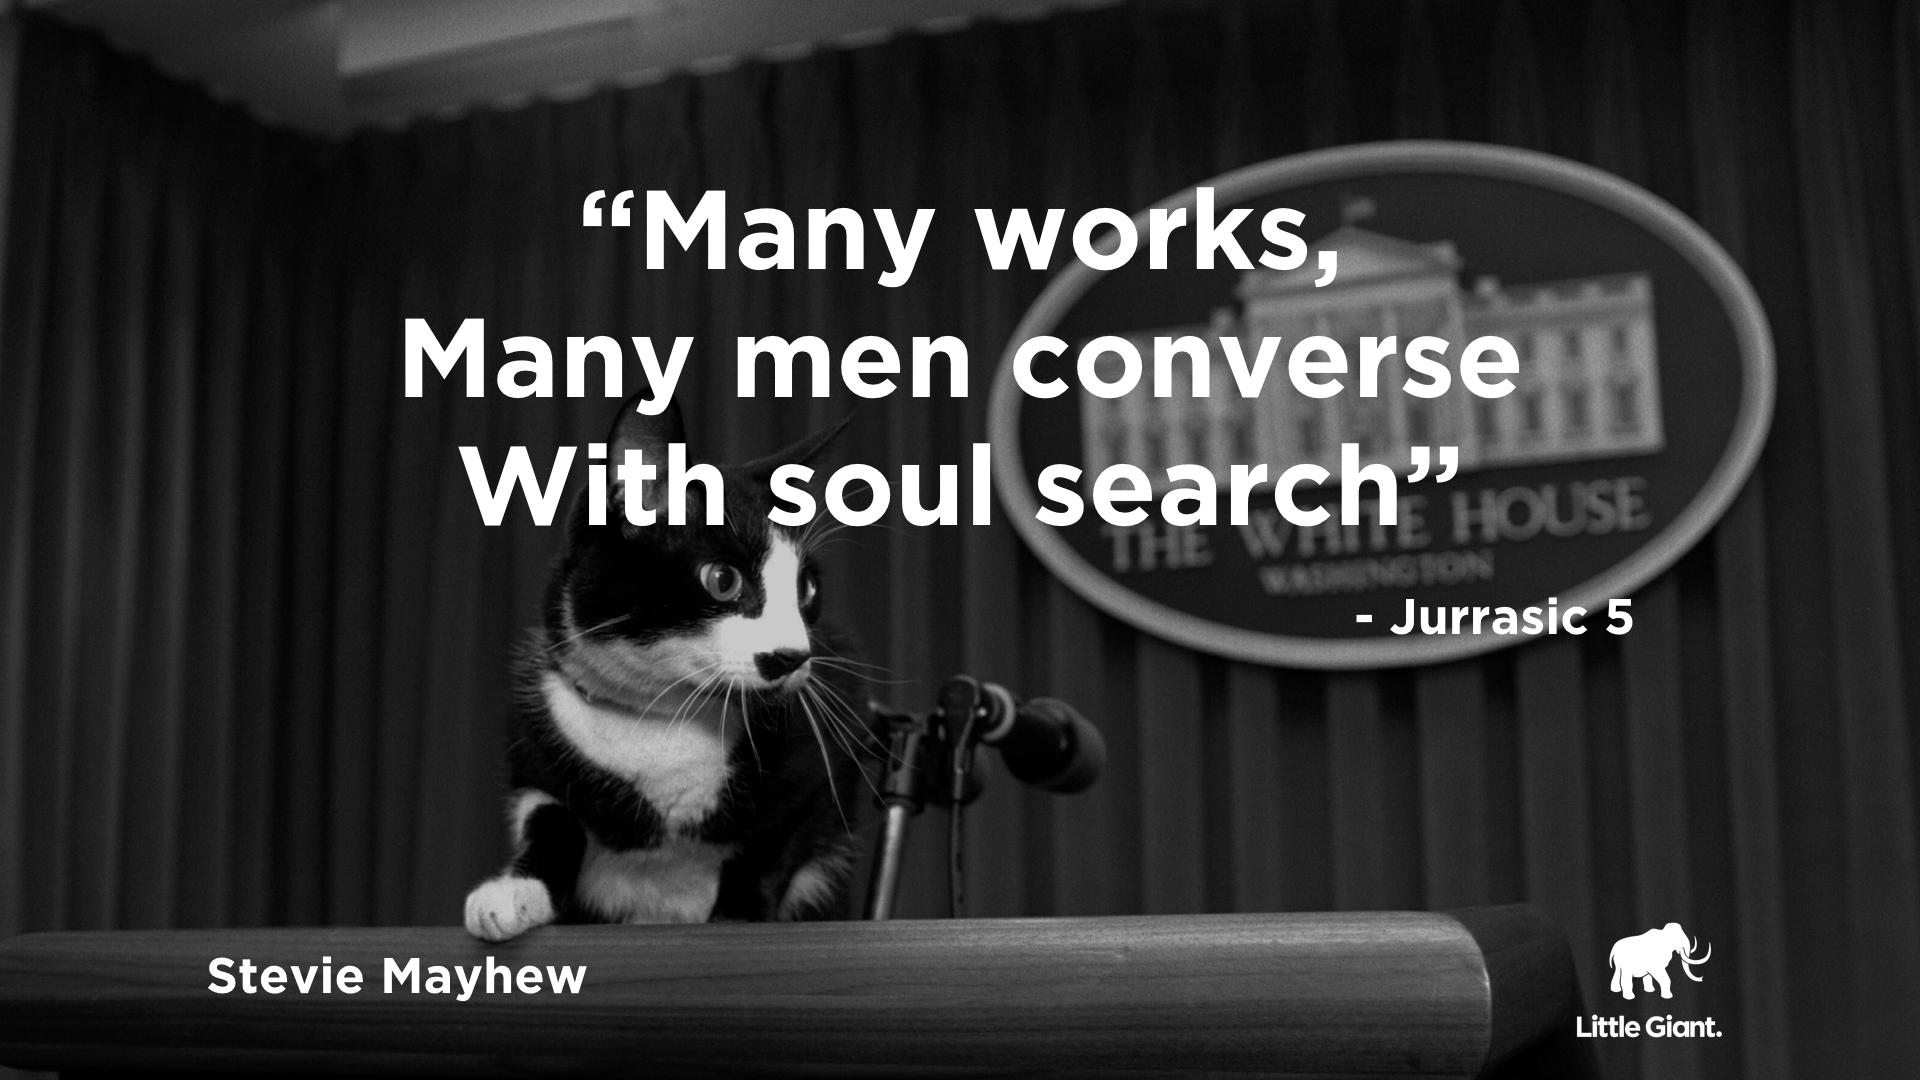 “Many works,
Many men converse
With soul search”
THE WHITE HOUSE
WASHINGTON
- Jurrasic 5
Stevie Mayhew
Little Giant.